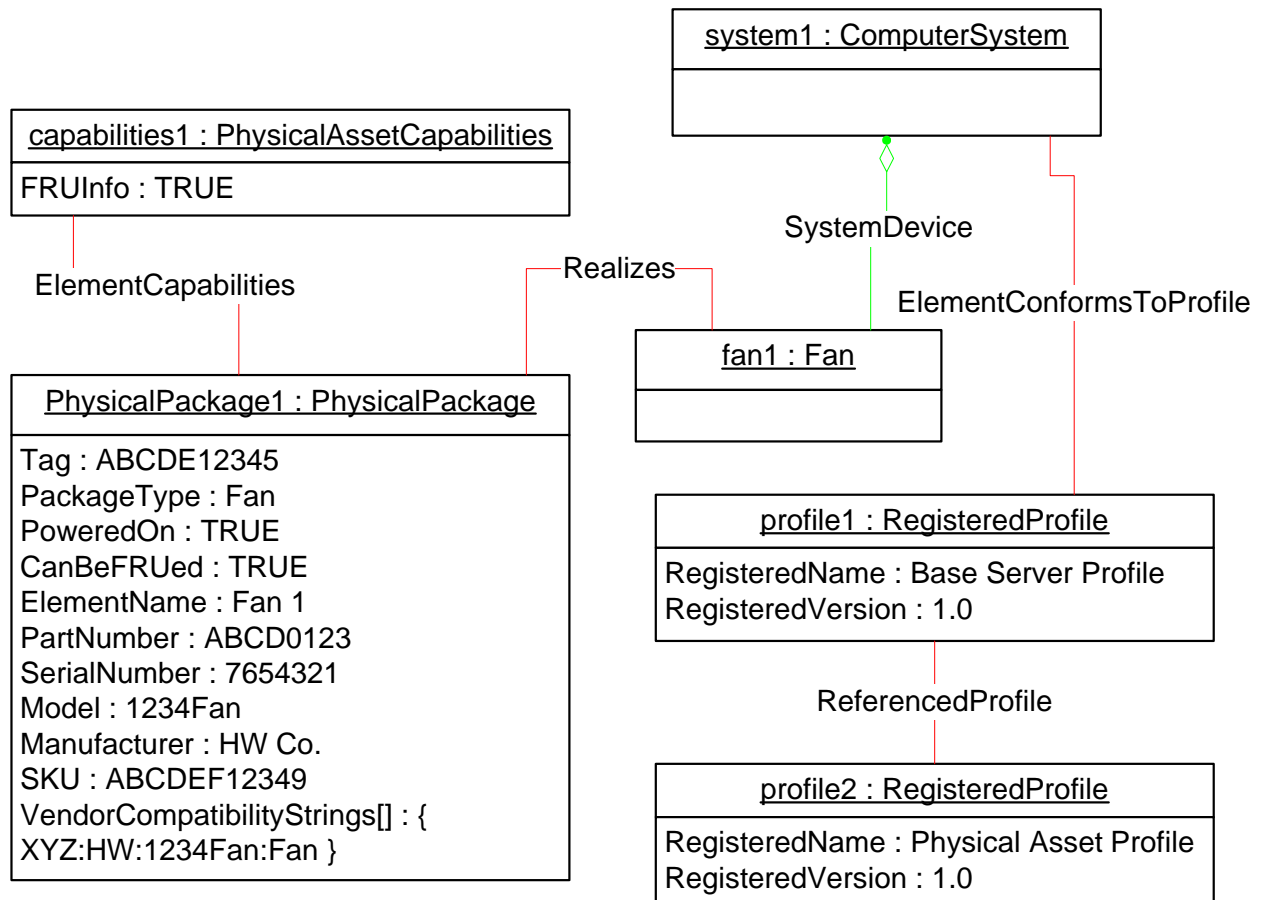 system1 : ComputerSystem
capabilities1 : PhysicalAssetCapabilities
FRUInfo : TRUE
SystemDevice
Realizes
ElementCapabilities
ElementConformsToProfile
fan1 : Fan
PhysicalPackage1 : PhysicalPackage
Tag : ABCDE12345
PackageType : Fan
PoweredOn : TRUE
CanBeFRUed : TRUE
ElementName : Fan 1
PartNumber : ABCD0123
SerialNumber : 7654321
Model : 1234Fan
Manufacturer : HW Co.
SKU : ABCDEF12349
VendorCompatibilityStrings[] : {
XYZ:HW:1234Fan:Fan }
profile1 : RegisteredProfile
RegisteredName : Base Server Profile
RegisteredVersion : 1.0
ReferencedProfile
profile2 : RegisteredProfile
RegisteredName : Physical Asset Profile
RegisteredVersion : 1.0